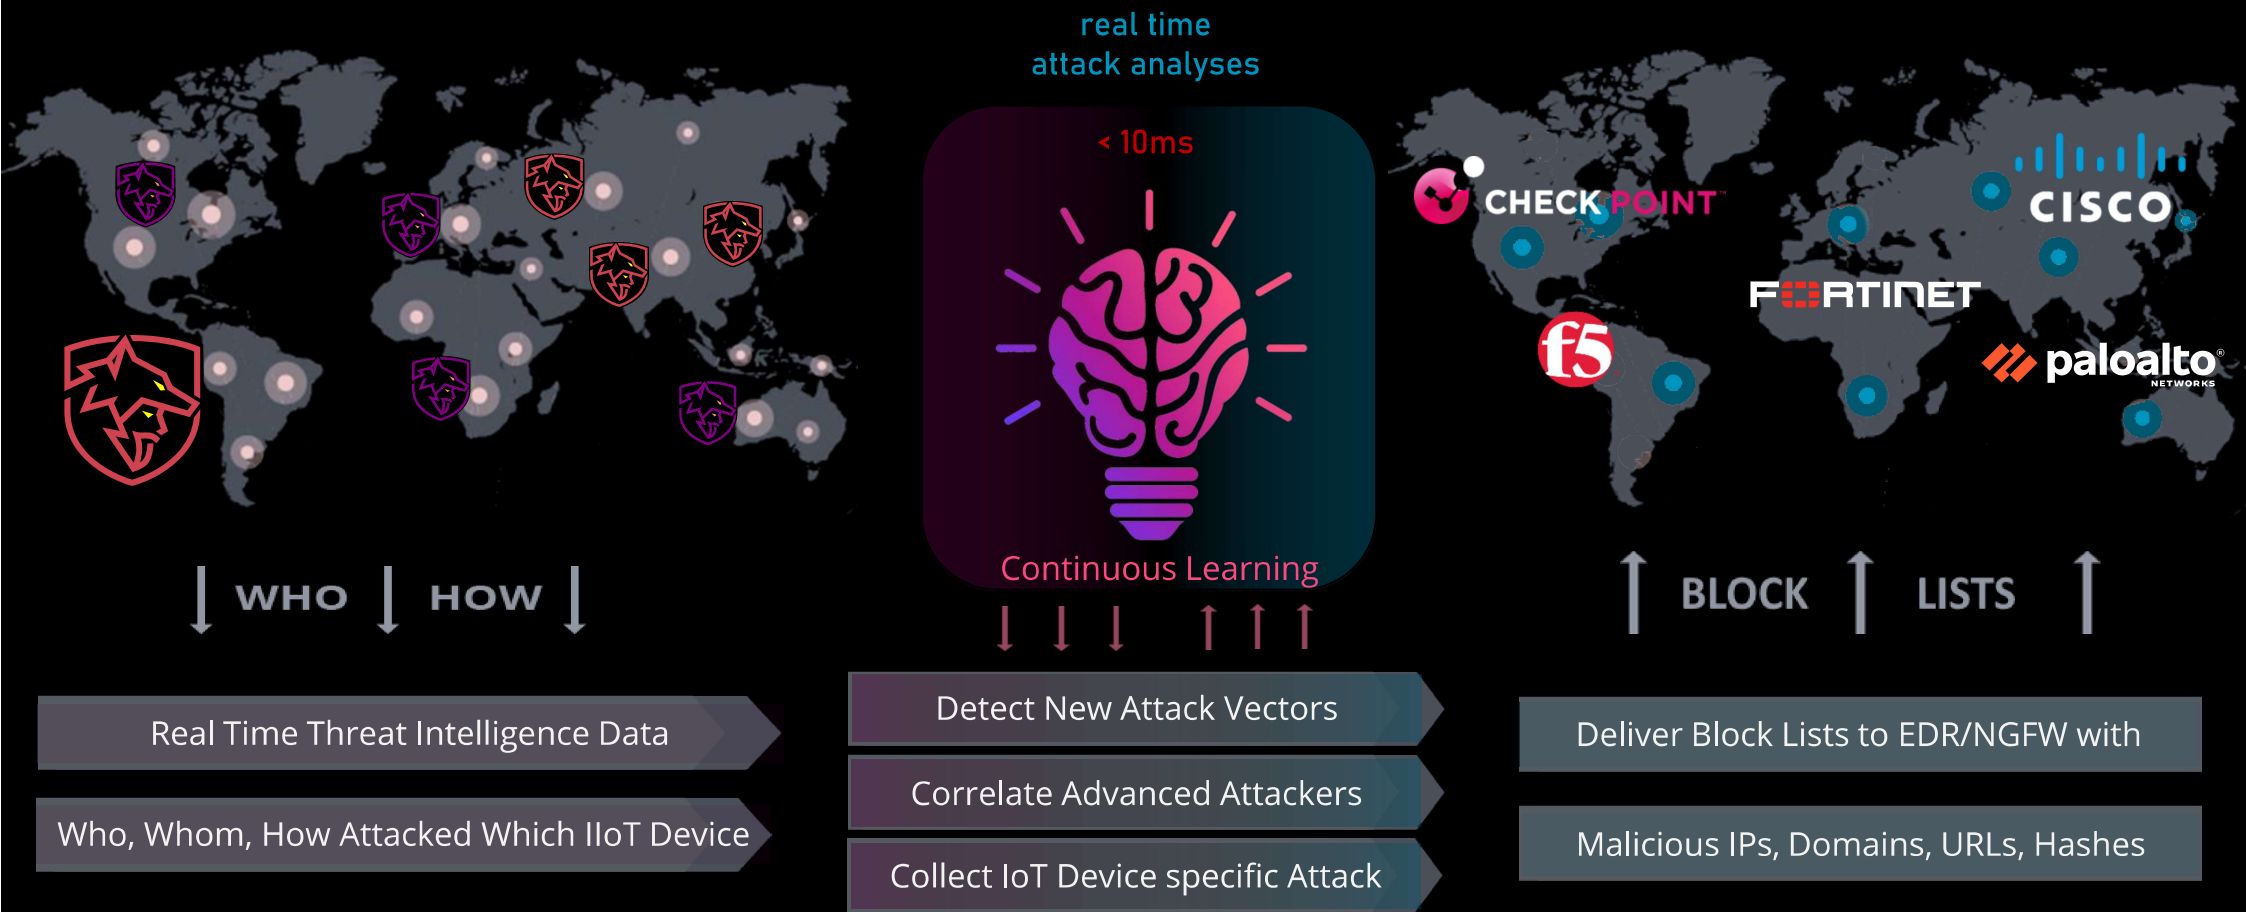 real time
attack analyses
< 10ms
CHECK POINT™
CISCO
FORTINET
f5
paloalto®
NETWORKS
Continuous Learning
WHO HOW
BLOCK LISTS
Real Time Threat Intelligence Data
Who, Whom, How Attacked Which IIoT Device
Detect New Attack Vectors
Correlate Advanced Attackers
Collect IoT Device specific Attack
Deliver Block Lists to EDR/NGFW with
Malicious IPs, Domains, URLs, Hashes